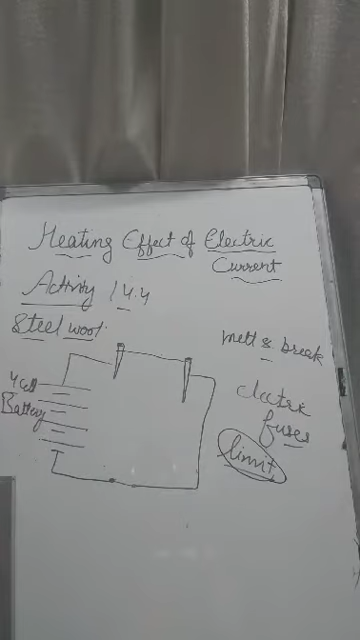 Heating Effect of Electric
Current
Activity 14.4
Steel wool
melt & break
4 cell
Battery
electric
fuses
limit